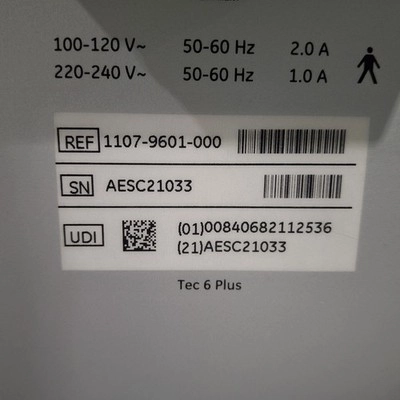 100-120 V~ 50-60 Hz 2.0 A
220-240 V~ 50-60 Hz 1.0 A
REF 1107-9601-000
SN AESC21033
UDI (01)00840682112536
(21)AESC21033
Tec 6 Plus